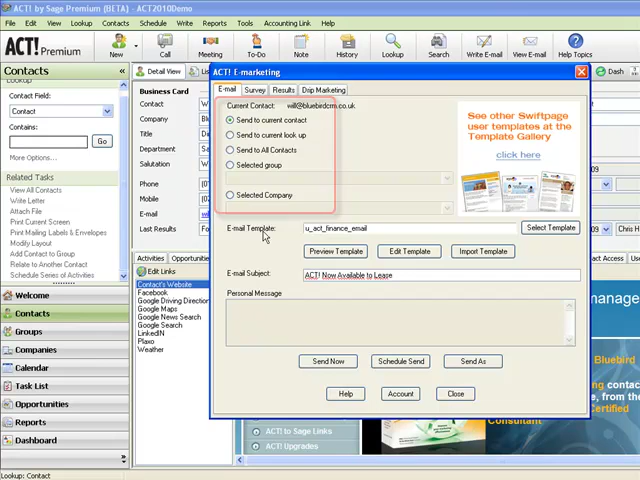 ACT! by Sage Premium (BETA) - ACT2010Demo
File Edit View Lookup Contacts Schedule Write Reports Tools Accounting Link Help
ACT! Premium
New Call Meeting To-Do Note History Lookup Search Write E-mail View E-mail Help Topics
Contacts «
Lookup
Contact Field:
Contact
Contains:
Go
More Options...
Related Tasks
View All Contacts
Write Letter
Attach File
Print Current Screen
Print Mailing Labels & Envelopes
Modify Layout
Add Contact to Group
Relate to Another Contact
Schedule Series of Activities
Welcome
Contacts
Groups
Companies
Calendar
Task List
Opportunities
Reports
Dashboard
Lookup: Contact
Detail View
Dash
Business Card
Contact
Company
Title
Department
Salutation
Phone
Mobile
E-mail
Last Results
Activities Opportunities
Edit Links
Contact's Website
Facebook
Google Maps
Google News Search
Google Search
LinkedIN
Plaxo
Weather
ACT! E-marketing
E-mail Survey Results Drip Marketing
Current Contact: will@bluebirdcrm.co.uk
Send to current contact
Send to current look up
Send to All Contacts
Selected group
Selected Company
See other Swiftpage
user templates at the
Template Gallery
click here
E-mail Template: u_act_finance_email Select Template
Preview Template Edit Template Import Template
E-mail Subject: ACT! Now Available to Lease
Personal Message
Send Now Schedule Send Send As
Help Account Close
Chris H
manage
Bluebird
contac
e, from the
Certified
Consultant
ACT! to Sage Links
ACT! Upgrades